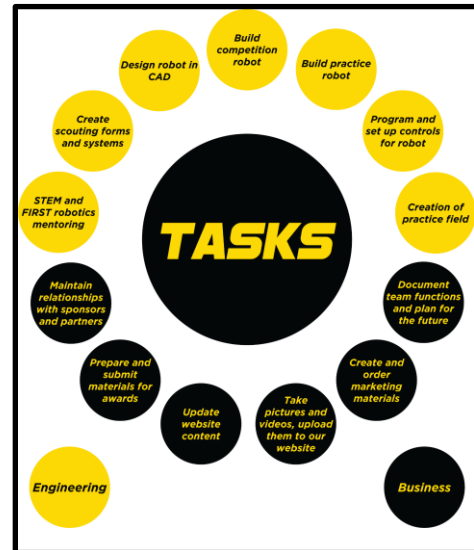 Build
competition
robot
Design robot in
CAD
Build practice
robot
Create
scouting forms
and systems
Program and
set up controls
for robot
STEM and
FIRST robotics
mentoring
TASKS
Creation of
practice field
Maintain
relationships
with sponsors
and partners
Document
team functions
and plan for
the future
Prepare and
submit
materials for
awards
Create and
order
marketing
materials
Update
website
content
Take
pictures and
videos, upload
them to our
website
Engineering
Business